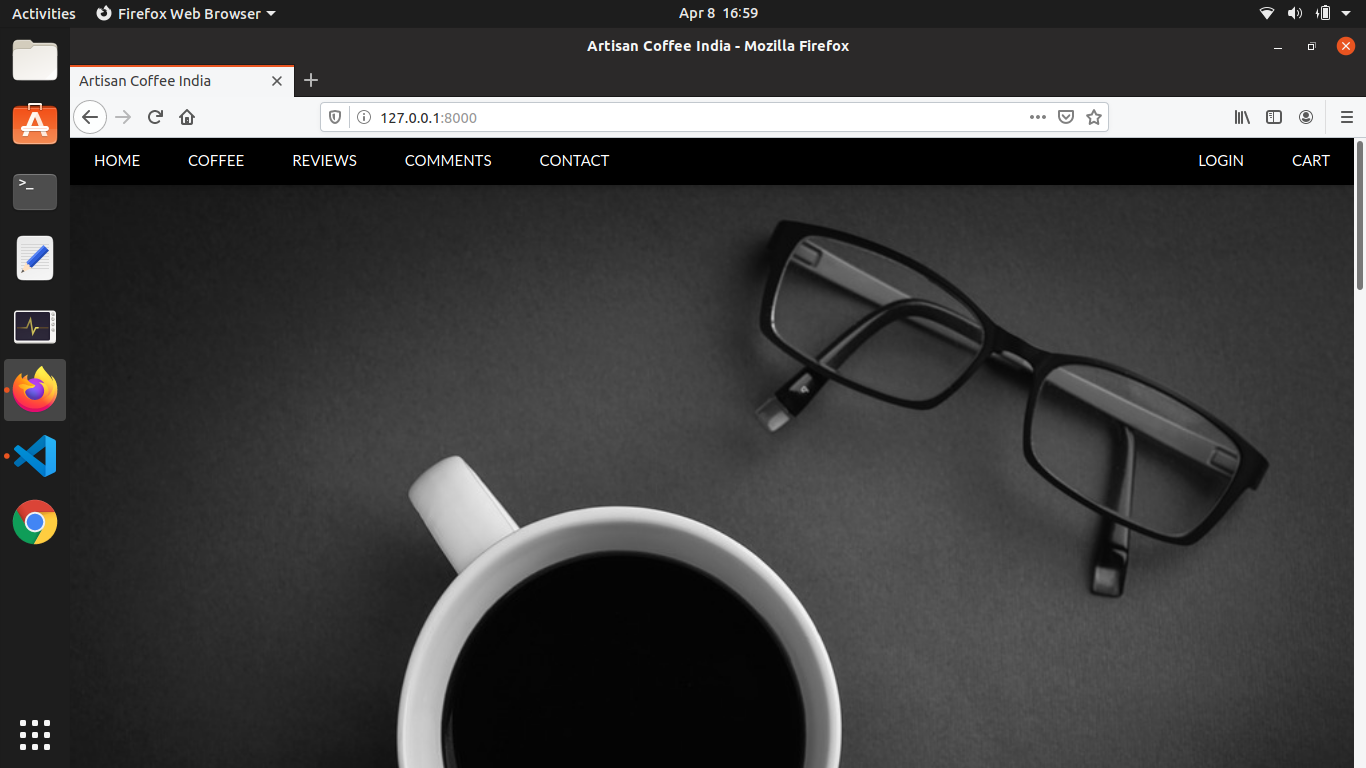 Activities Firefox Web Browser Apr 8 16:59
Artisan Coffee India - Mozilla Firefox
Artisan Coffee India
127.0.0.1:8000
HOME COFFEE REVIEWS COMMENTS CONTACT LOGIN CART
>_